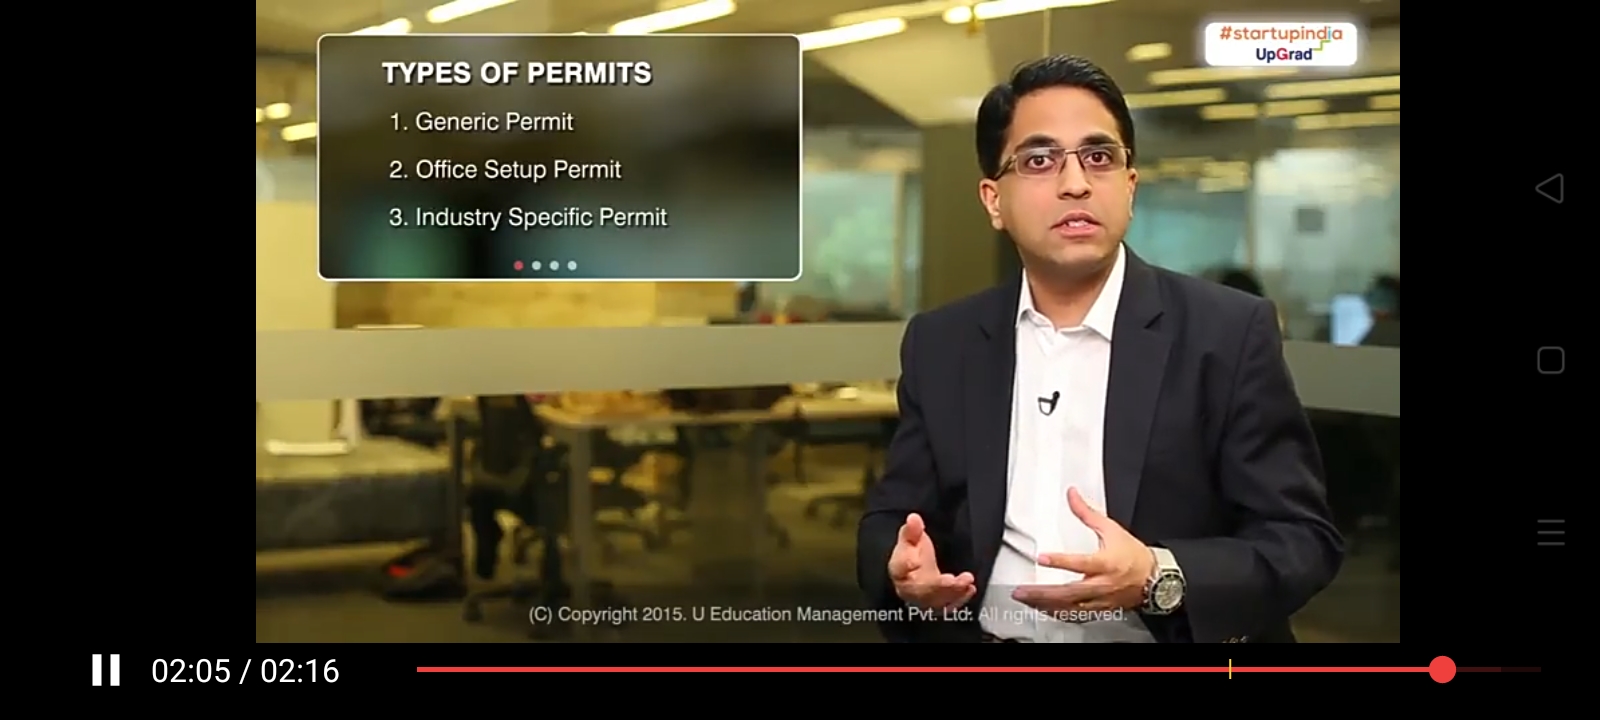 TYPES OF PERMITS
1. Generic Permit
2. Office Setup Permit
3. Industry Specific Permit
#startupindia
UpGrad
(C) Copyright 2015. U Education Management Pvt. Ltd. All rights reserved.
02:05 / 02:16